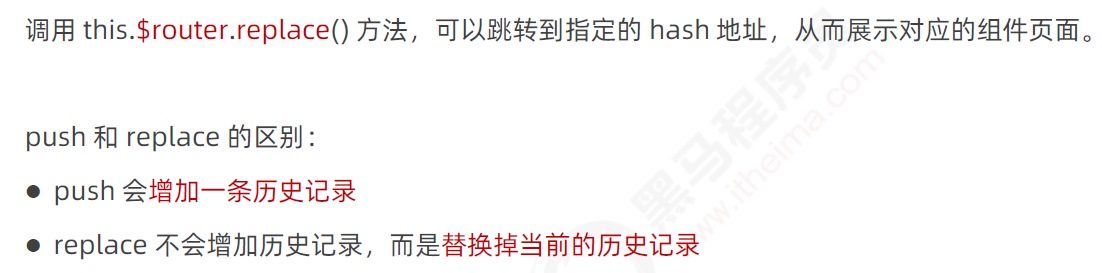 调用 this.$router.replace() 方法，可以跳转到指定的 hash 地址，从而展示对应的组件页面。
push 和 replace 的区别：
● push 会增加一条历史记录
● replace 不会增加历史记录，而是替换掉当前的历史记录
黑马程序员
www.itheima.com